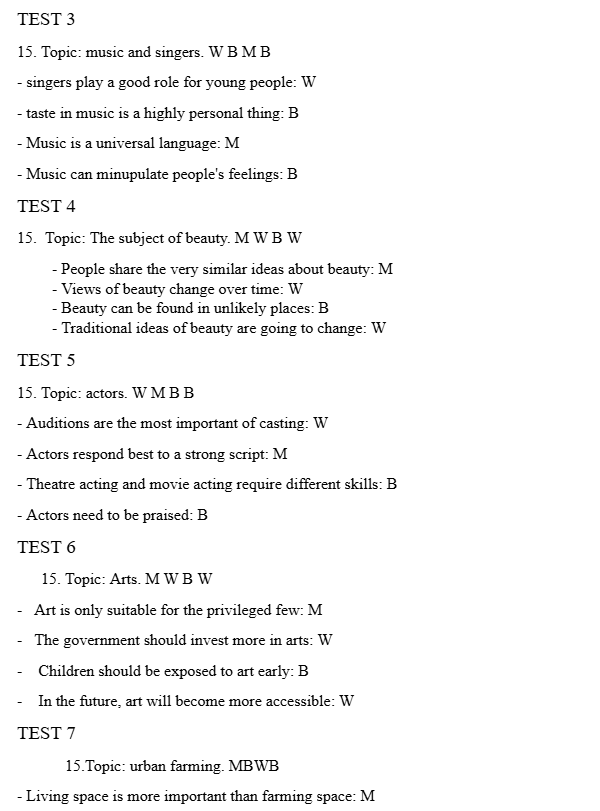 TEST 3
15. Topic: music and singers. W B M B
- singers play a good role for young people: W
- taste in music is a highly personal thing: B
- Music is a universal language: M
- Music can minupulate people's feelings: B
TEST 4
15. Topic: The subject of beauty. M W B W
- People share the very similar ideas about beauty: M
- Views of beauty change over time: W
- Beauty can be found in unlikely places: B
- Traditional ideas of beauty are going to change: W
TEST 5
15. Topic: actors. W M B B
- Auditions are the most important of casting: W
- Actors respond best to a strong script: M
- Theatre acting and movie acting require different skills: B
- Actors need to be praised: B
TEST 6
15. Topic: Arts. M W B W
- Art is only suitable for the privileged few: M
- The government should invest more in arts: W
- Children should be exposed to art early: B
- In the future, art will become more accessible: W
TEST 7
15.Topic: urban farming. MBWB
- Living space is more important than farming space: M